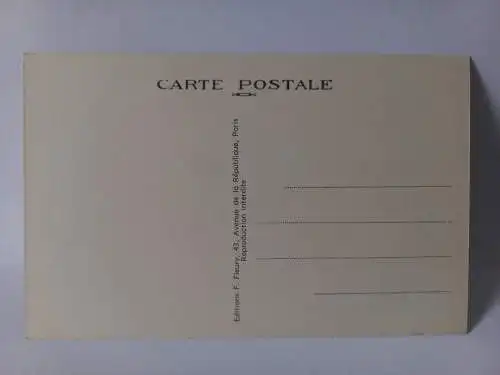 CARTE POSTALE
Editions F. Fleury, 43, Avenue de la République, Paris
Reproduction interdite